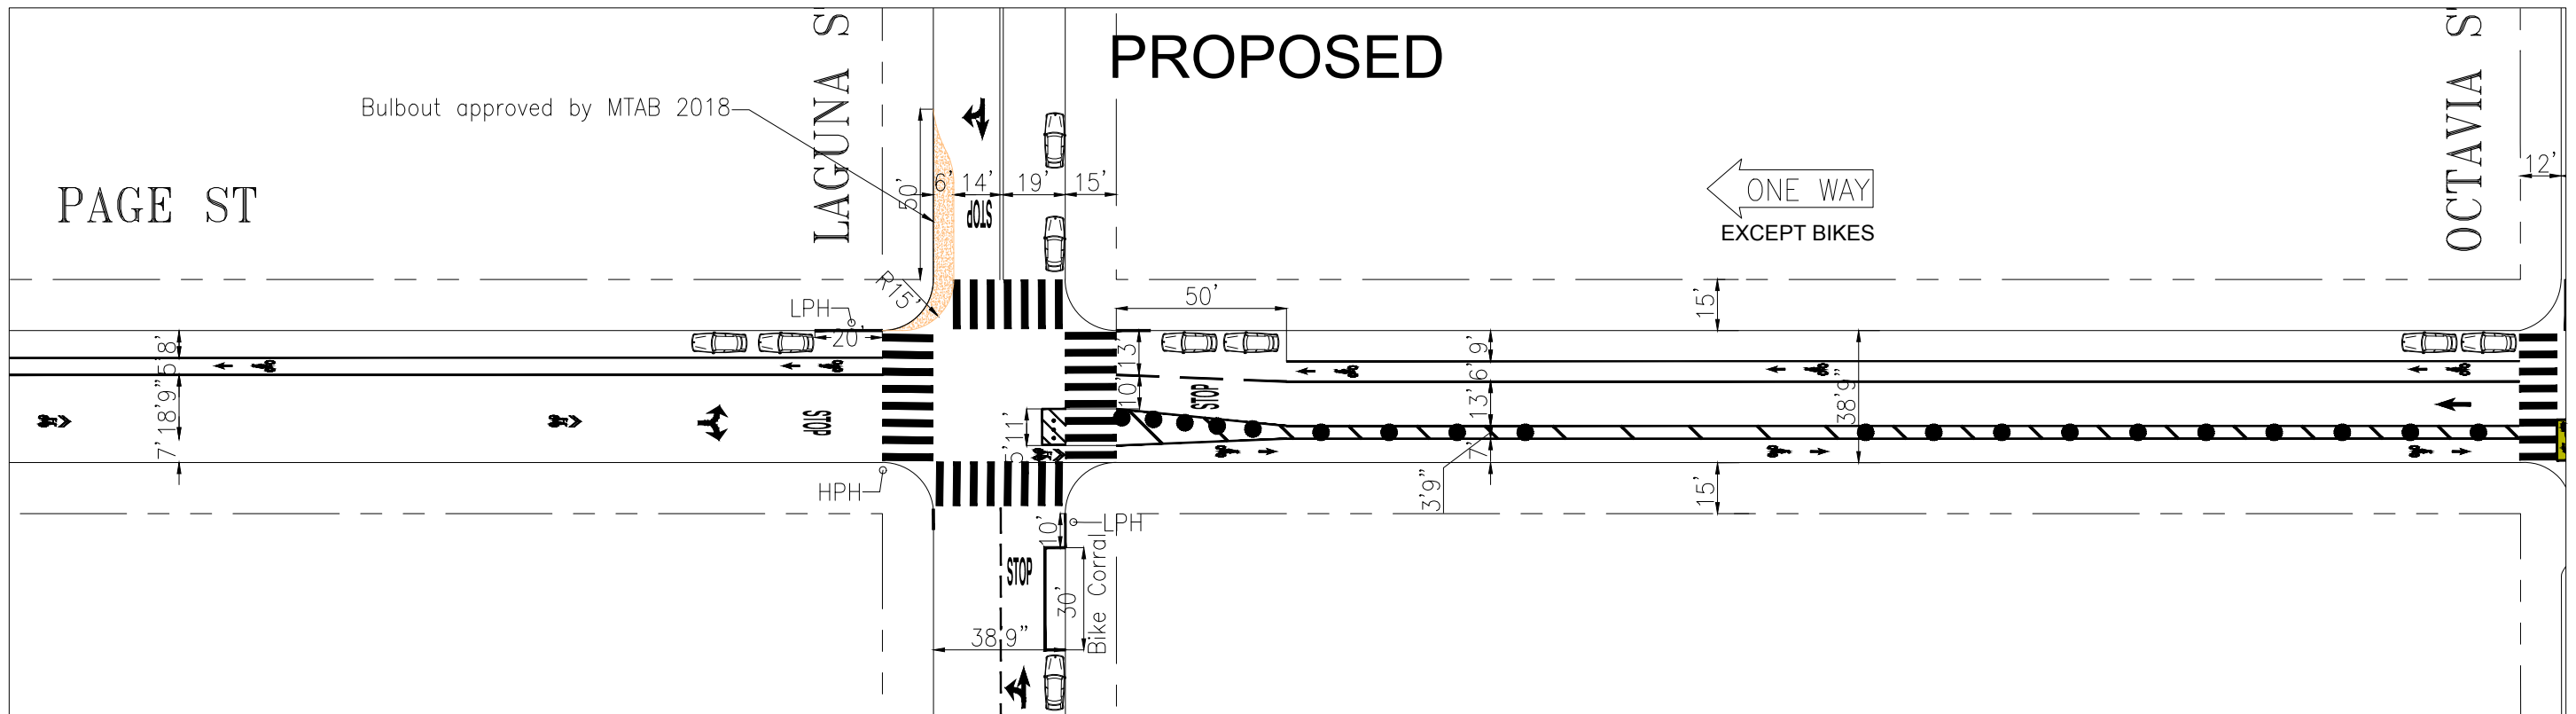 PROPOSED
LAGUNA S
OCTAVIA S
Bulbout approved by MTAB 2018
PAGE ST
ONE WAY
EXCEPT BIKES
50'
6'
14'
19'
15'
12'
STOP
R15'
LPH
20'
50'
15'
8'
5'
18'9"
7'
STOP
13'
10'
STOP
9'
6'
13'
38'9"
11'
5'
7'
3'9"
15'
HPH
10'
LPH
STOP
30'
Bike Corral
38'9"